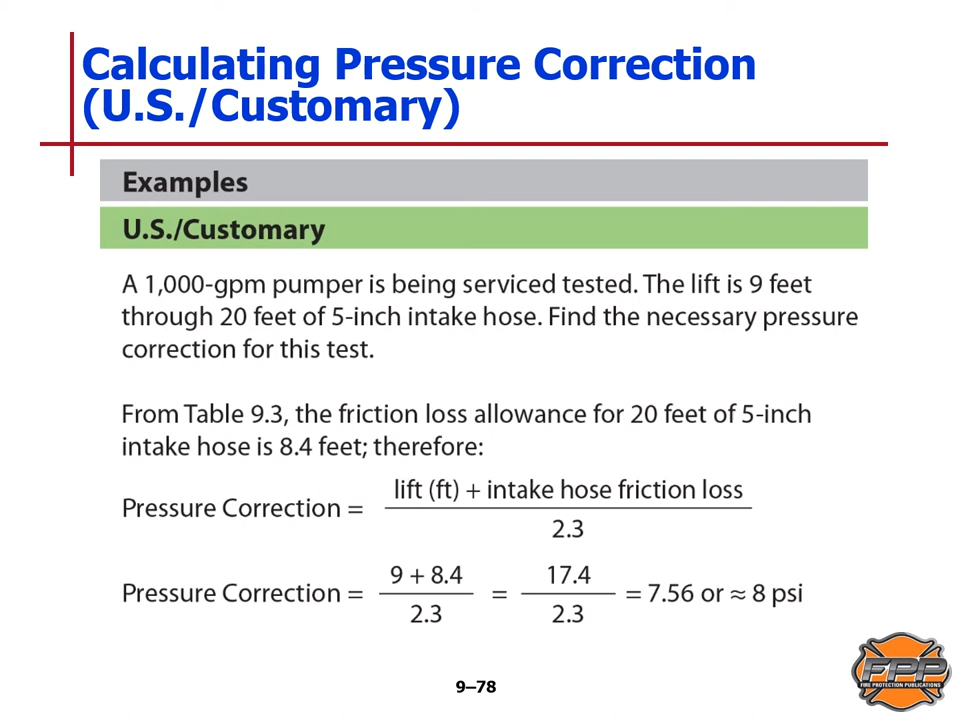 Calculating Pressure Correction
(U.S./Customary)
Examples
U.S./Customary
A 1,000-gpm pumper is being serviced tested. The lift is 9 feet
through 20 feet of 5-inch intake hose. Find the necessary pressure
correction for this test.
From Table 9.3, the friction loss allowance for 20 feet of 5-inch
intake hose is 8.4 feet; therefore:
Pressure Correction = lift (ft) + intake hose friction loss / 2.3
Pressure Correction = 9 + 8.4 / 2.3 = 17.4 / 2.3 = 7.56 or ≈ 8 psi
FPP
FIRE PROTECTION PUBLICATIONS
9–78